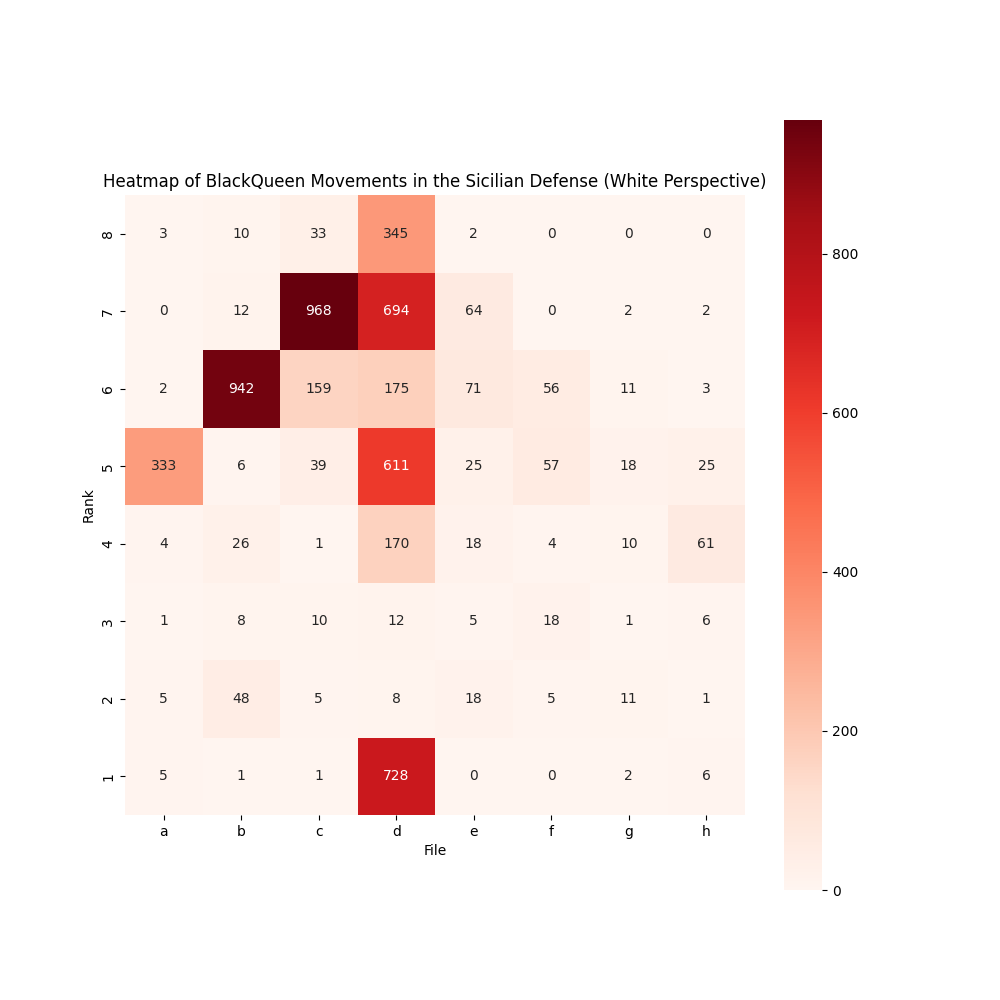 Heatmap of BlackQueen Movements in the Sicilian Defense (White Perspective)
8 3 10 33 345 2 0 0 0
7 0 12 968 694 64 0 2 2
6 2 942 159 175 71 56 11 3
5 333 6 39 611 25 57 18 25
4 4 26 1 170 18 4 10 61
3 1 8 10 12 5 18 1 6
2 5 48 5 8 18 5 11 1
1 5 1 1 728 0 0 2 6
a b c d e f g h
File
Rank
800
600
400
200
0